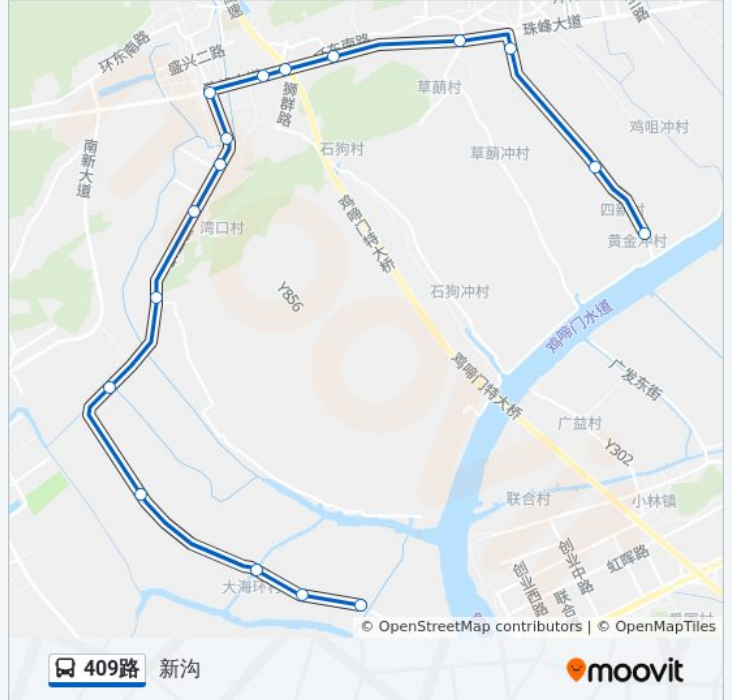 速
珠峰大道
环东南路
环东南路
盛兴二路
草蓢村
狮群路
鸡咀冲村
石狗村
草蓢冲村
南新大道
鸡啼门特大桥
湾口村
黄金冲村
Y856
石狗冲村
鸡啼门水道
鸡啼门特大桥
广发东街
广益村
Y302
联合村
小林镇
创业中路
虹晖路
创业西路
大海环村
联合
© OpenStreetMap contributors | © OpenMapTiles
409路 新沟
moovit